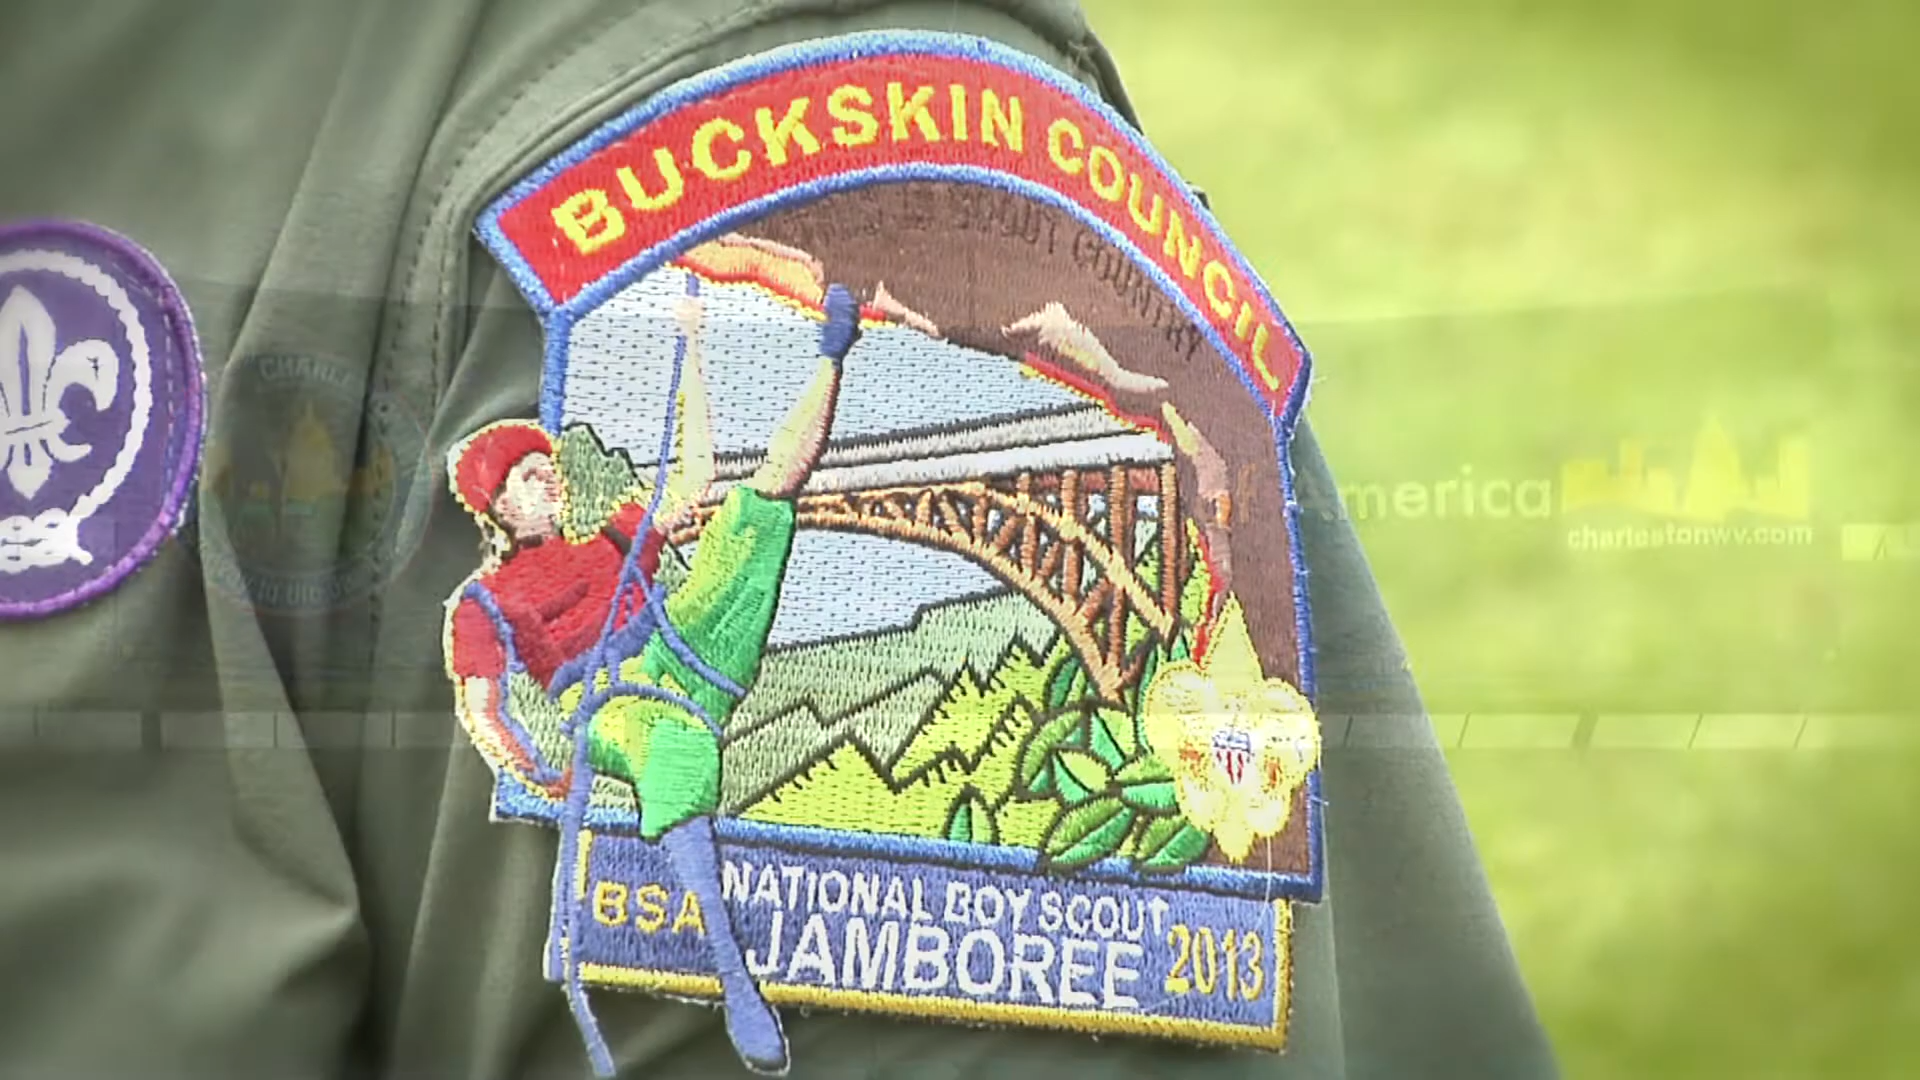 BUCKSKIN COUNCIL
SCOUT COUNTRY
America
charlestonwv.com
BSA
NATIONAL BOY SCOUT
JAMBOREE
2013